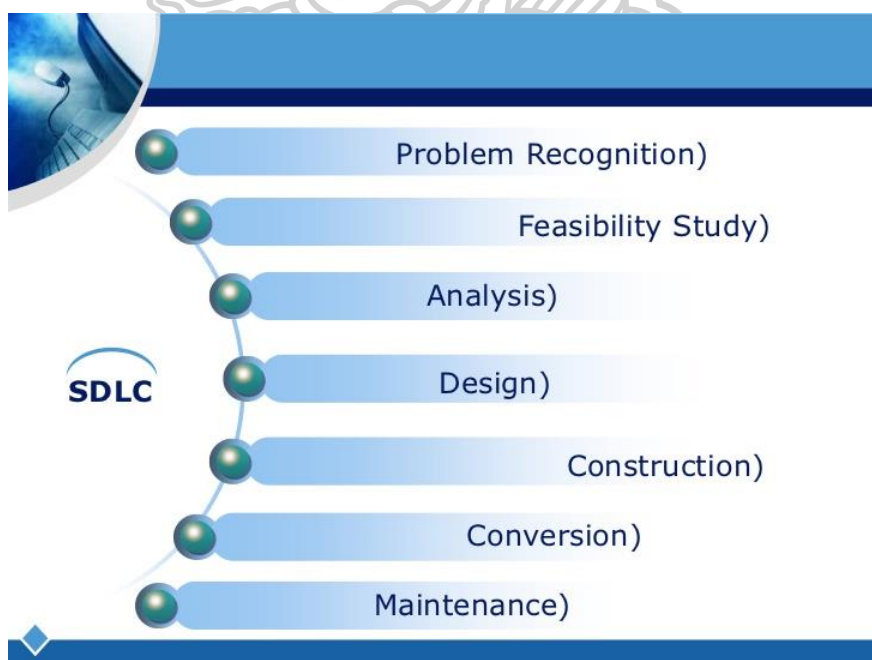 Problem Recognition)
Feasibility Study)
Analysis)
SDLC
Design)
Construction)
Conversion)
Maintenance)